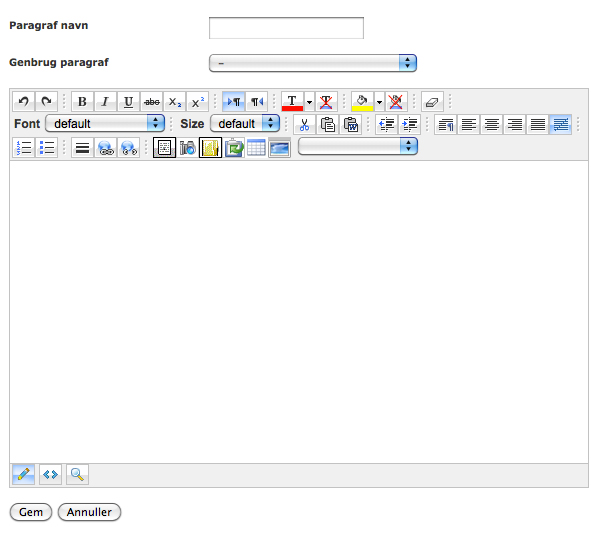 Paragraf navn
Genbrug paragraf –
B I U abc X₂ X² T T
Font default Size default
Gem Annuller